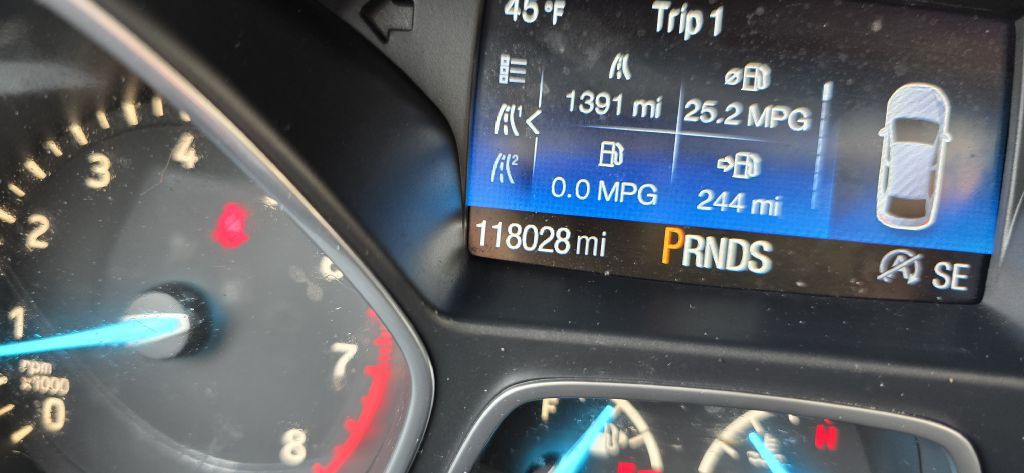 45°F Trip 1
1391 mi 25.2 MPG
0.0 MPG 244 mi
118028 mi PRNDS SE
4
3
2
6
1
7
rpm
x1000
0
8
F
H